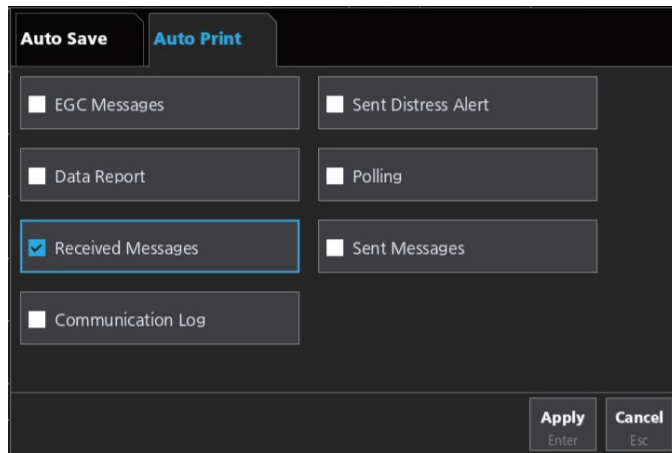 Auto Save
Auto Print
EGC Messages
Sent Distress Alert
Data Report
Polling
Received Messages
Sent Messages
Communication Log
Apply
Enter
Cancel
Esc